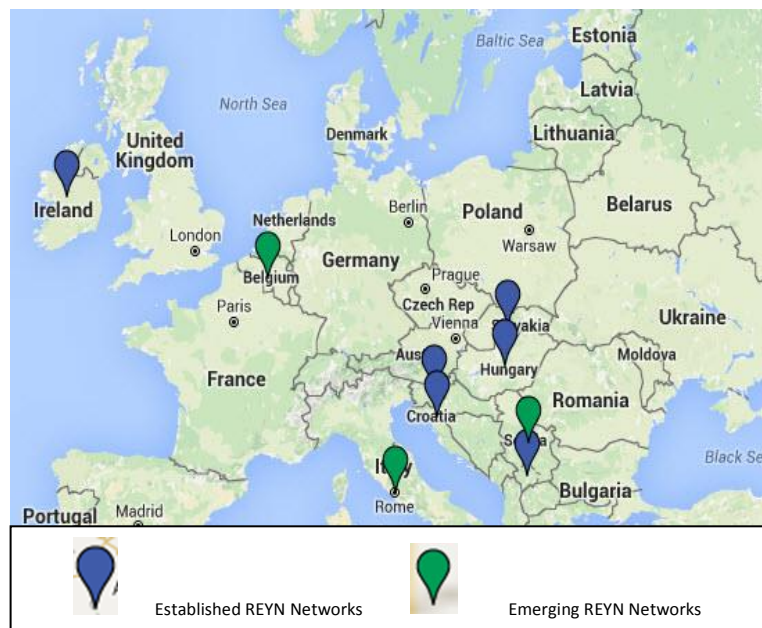 Baltic Sea
Estonia
Latvia
North Sea
Denmark
Lithuania
United
Kingdom
Belarus
Ireland
Netherlands
Berlin
Poland
London
Warsaw
Germany
Belgium
Prague
Czech Rep
Paris
Vienna
Ukraine
Moldova
Hungary
France
Romania
Croatia
Black Se
Bulgaria
Rome
Portugal
Madrid
Established REYN Networks
Emerging REYN Networks